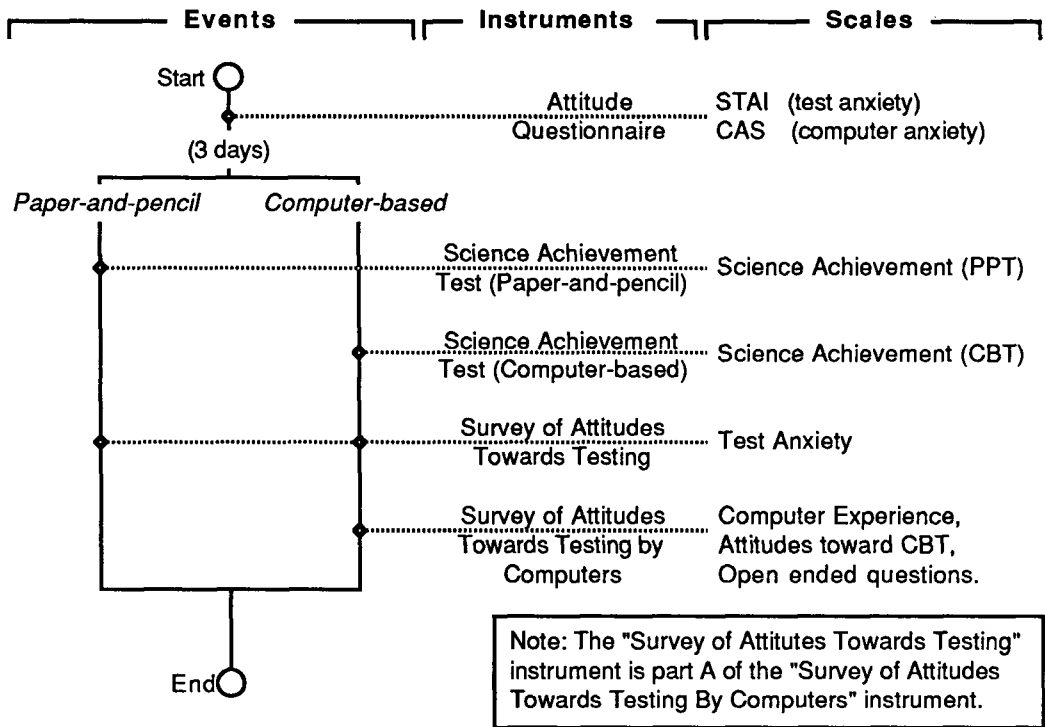 Events Instruments Scales
Start
Attitude STAI (test anxiety)
Questionnaire CAS (computer anxiety)
(3 days)
Paper-and-pencil Computer-based
Science Achievement
Test (Paper-and-pencil) Science Achievement (PPT)
Science Achievement
Test (Computer-based) Science Achievement (CBT)
Survey of Attitudes
Towards Testing Test Anxiety
Survey of Attitudes Computer Experience,
Towards Testing by Attitudes toward CBT,
Computers Open ended questions.
Note: The "Survey of Attitutes Towards Testing"
instrument is part A of the "Survey of Attitudes
Towards Testing By Computers" instrument.
End